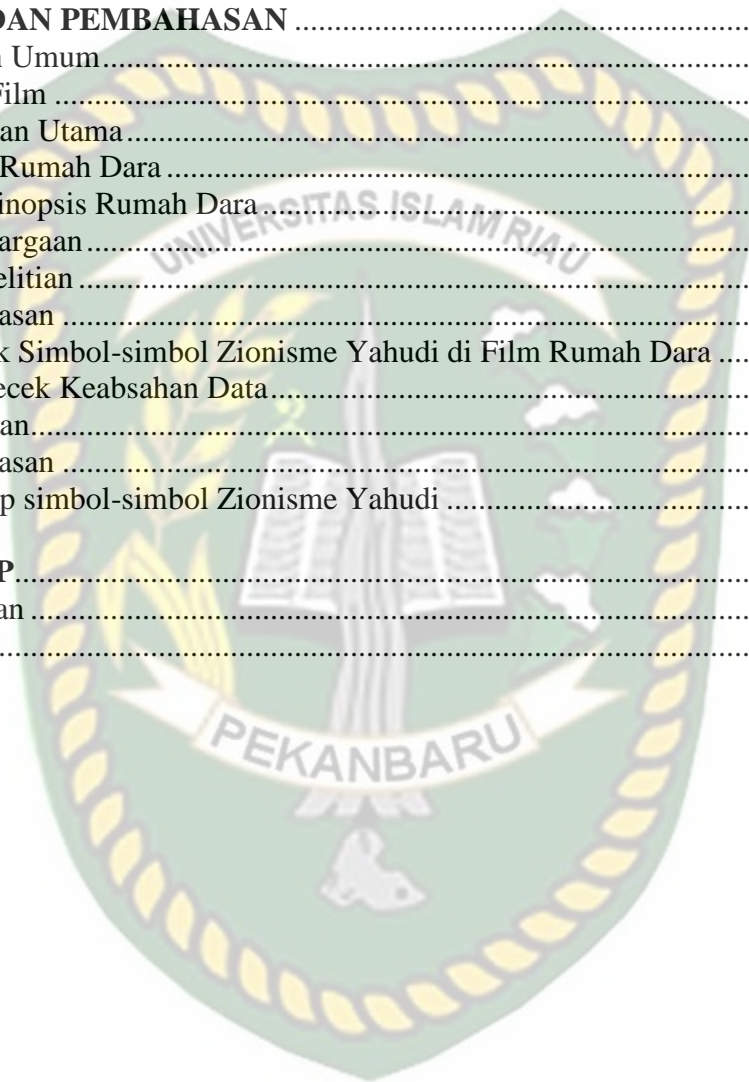 DAN PEMBAHASAN ........................................................
n Umum........................................................
Film ........................................................
an Utama........................................................
Rumah Dara ........................................................
inopsis Rumah Dara........................................................
argaan........................................................
elitian ........................................................
asan ........................................................
k Simbol-simbol Zionisme Yahudi di Film Rumah Dara ....
ecek Keabsahan Data........................................................
an........................................................
asan ........................................................
p simbol-simbol Zionisme Yahudi ........................................................
P........................................................
an ........................................................
........................................................
UNIVERSITAS ISLAM RIAU
PEKANBARU